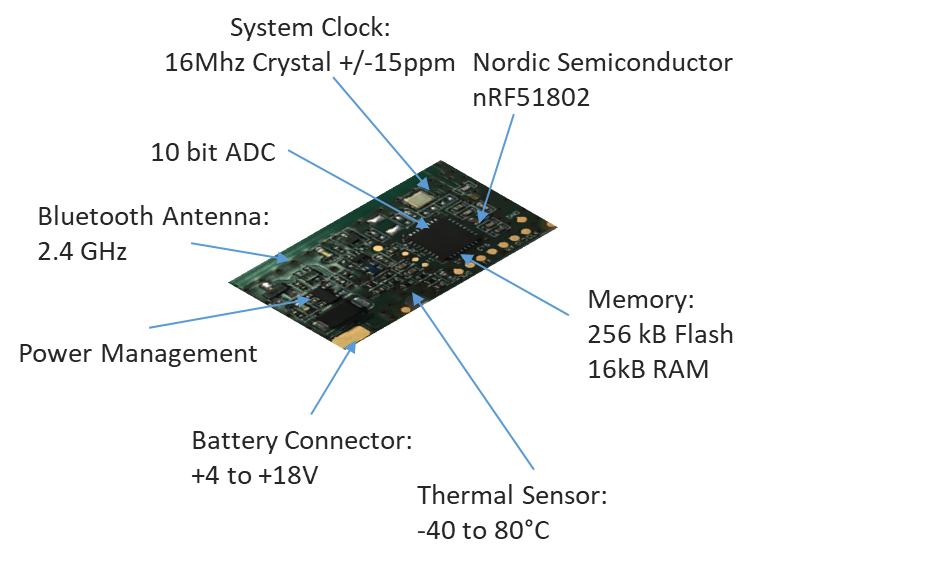 System Clock:
16Mhz Crystal +/-15ppm
Nordic Semiconductor
nRF51802
10 bit ADC
Bluetooth Antenna:
2.4 GHz
Memory:
256 kB Flash
16kB RAM
Power Management
Battery Connector:
+4 to +18V
Thermal Sensor:
-40 to 80°C